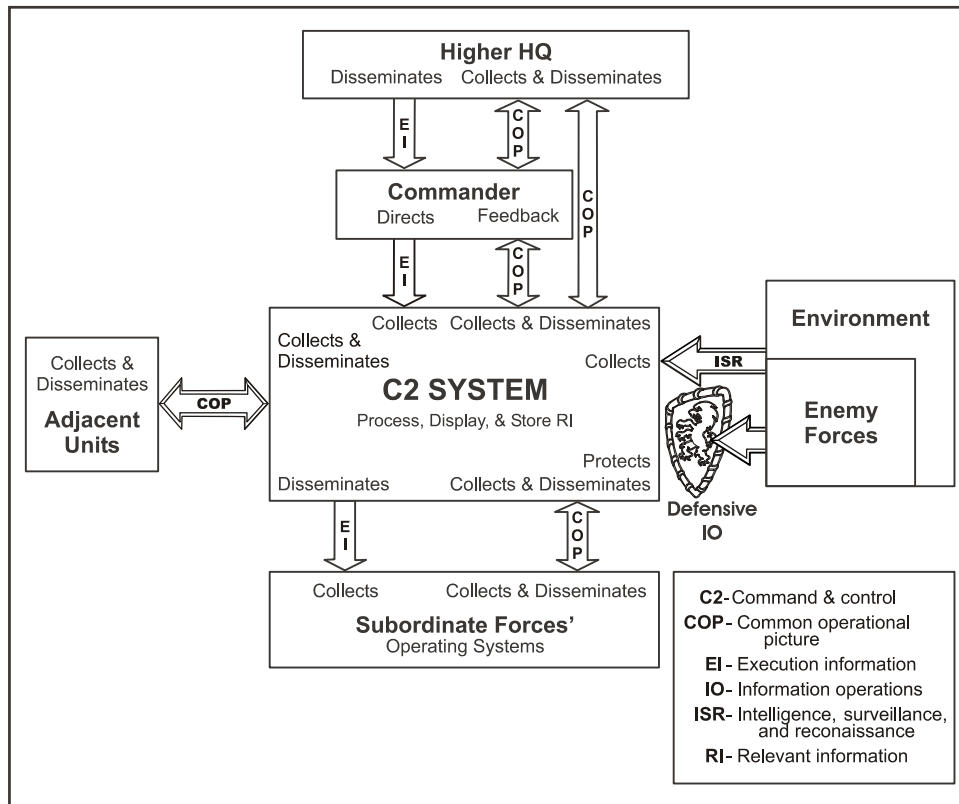 Higher HQ
Disseminates Collects & Disseminates
EI
COP
COP
Commander
Directs Feedback
EI
COP
Collects Collects & Disseminates
Collects &
Disseminates
Collects
C2 SYSTEM
Process, Display, & Store RI
Protects
Disseminates Collects & Disseminates
Collects &
Disseminates
Adjacent
Units
COP
ISR
Environment
Enemy
Forces
Defensive
IO
EI
COP
Collects Collects & Disseminates
Subordinate Forces'
Operating Systems
C2- Command & control
COP- Common operational
picture
EI- Execution information
IO- Information operations
ISR- Intelligence, surveillance,
and reconaissance
RI- Relevant information